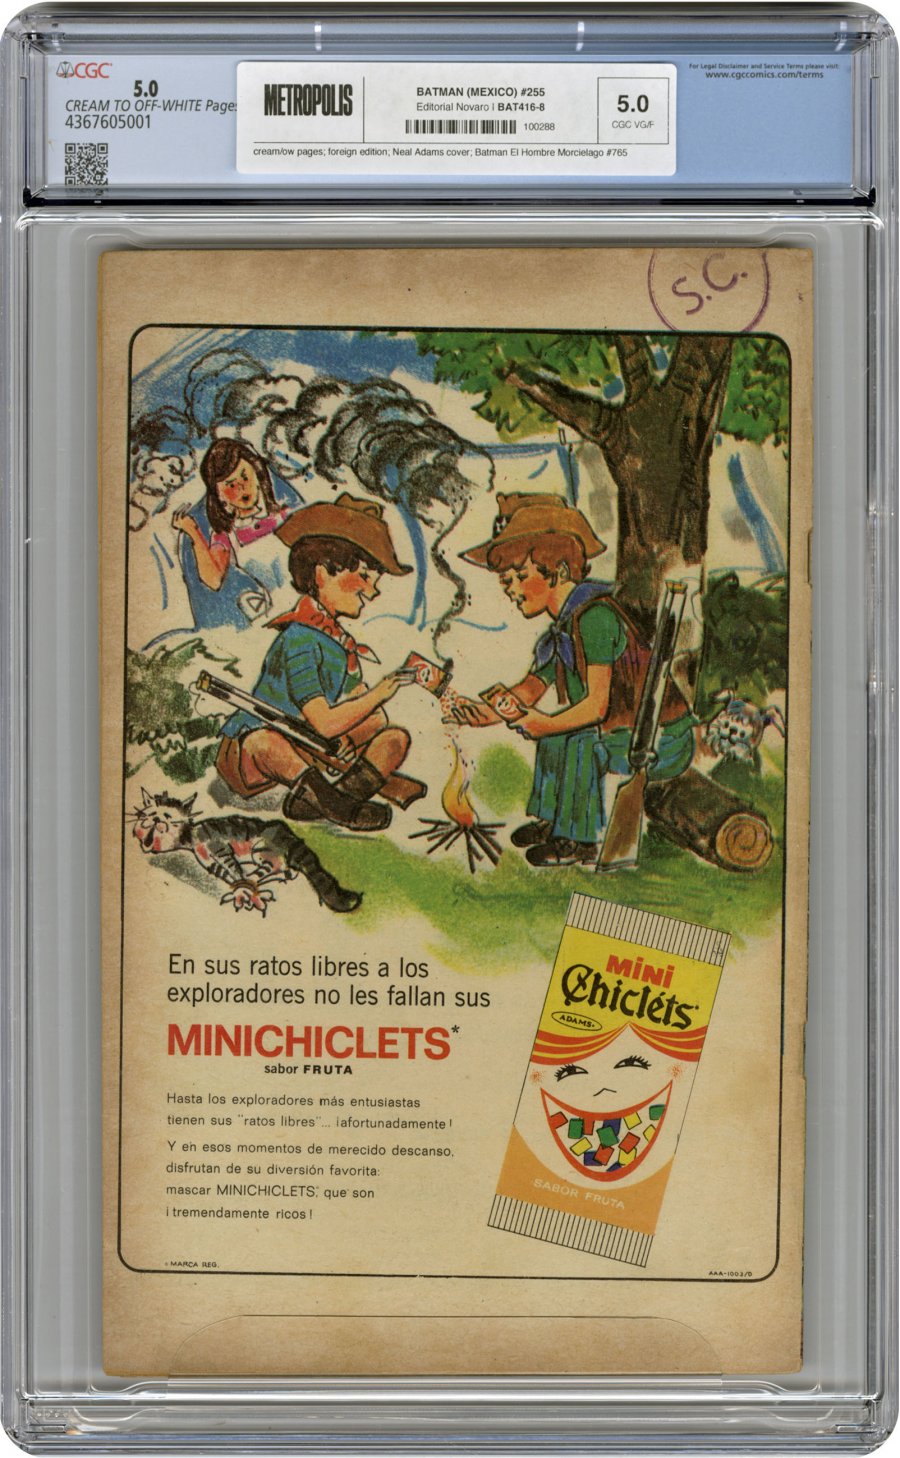 CGC
5.0
CREAM TO OFF-WHITE Pages
4367605001
METROPOLIS
BATMAN (MEXICO) #255
Editorial Novaro | BAT416-8
100288
5.0
CGC VG/F
cream/ow pages; foreign edition; Neal Adams cover; Batman El Hombre Morcielago #765
For Legal Disclaimer and Service Terms please visit:
www.cgccomics.com/terms
S.C.
En sus ratos libres a los
exploradores no les fallan sus
MINICHICLETS*
sabor FRUTA
Hasta los exploradores más entusiastas
tienen sus "ratos libres"... ¡afortunadamente!
Y en esos momentos de merecido descanso,
disfrutan de su diversión favorita:
mascar MINICHICLETS,* que son
¡tremendamente ricos!
MINI
Chiclets*
ADAMS*
SABOR FRUTA
* MARCA REG.
AAA-1003/D